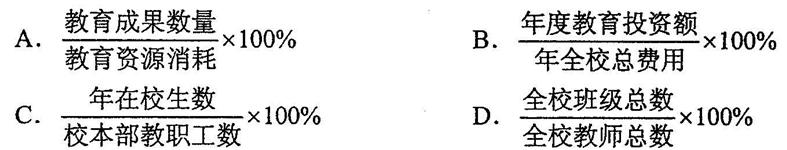 A. 教育成果数量/教育资源消耗×100% B. 年度教育投资额/年全校总费用×100%
C. 年在校生数/校本部教职工数×100% D. 全校班级总数/全校教师总数×100%